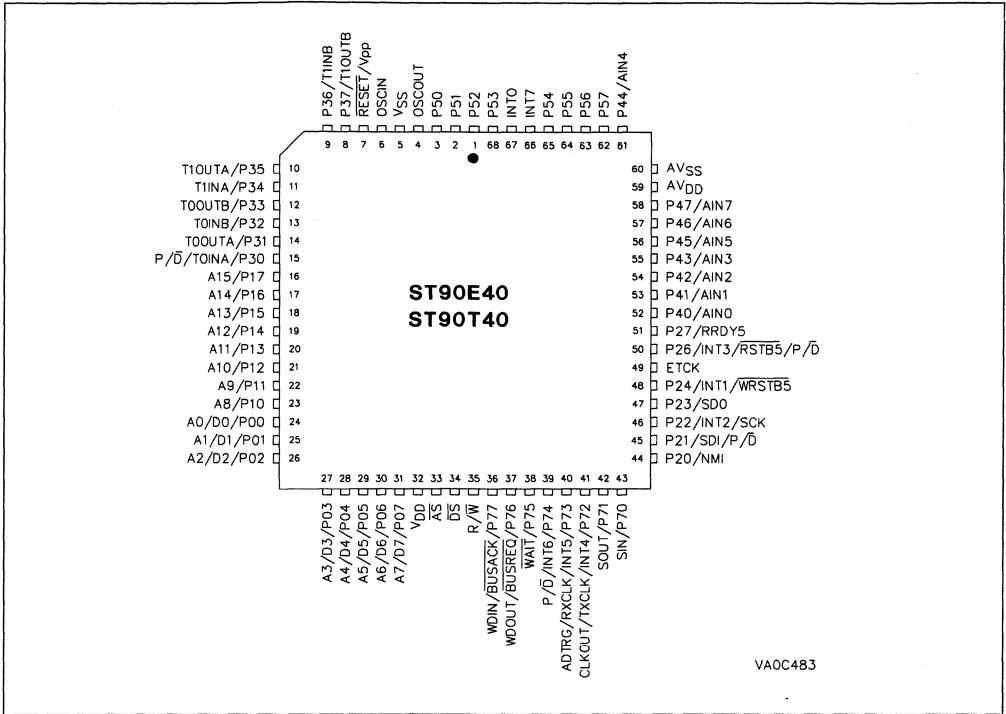 P36/T1INB
P37/T1OUTB
R̅E̅S̅E̅T̅/Vpp
OSCIN
VSS
OSCOUT
P50
P51
P52
P53
INT0
INT7
P54
P55
P56
P57
P44/AIN4
9 8 7 6 5 4 3 2 1 68 67 66 65 64 63 62 61
T1OUTA/P35 10
T1INA/P34 11
T0OUTB/P33 12
T0INB/P32 13
T0OUTA/P31 14
P/D̅/T0INA/P30 15
A15/P17 16
A14/P16 17
A13/P15 18
A12/P14 19
A11/P13 20
A10/P12 21
A9/P11 22
A8/P10 23
A0/D0/P00 24
A1/D1/P01 25
A2/D2/P02 26
ST90E40
ST90T40
60 AVSS
59 AVDD
58 P47/AIN7
57 P46/AIN6
56 P45/AIN5
55 P43/AIN3
54 P42/AIN2
53 P41/AIN1
52 P40/AIN0
51 P27/RRDY5
50 P26/INT3/R̅S̅T̅B̅5̅/P/D̅
49 ETCK
48 P24/INT1/W̅R̅S̅T̅B̅5̅
47 P23/SDO
46 P22/INT2/SCK
45 P21/SDI/P/D̅
44 P20/NMI
27 28 29 30 31 32 33 34 35 36 37 38 39 40 41 42 43
A3/D3/P03
A4/D4/P04
A5/D5/P05
A6/D6/P06
A7/D7/P07
VDD
A̅S̅
D̅S̅
R/W̅
WDIN/B̅U̅S̅A̅C̅K̅/P77
WDOUT/B̅U̅S̅R̅E̅Q̅/P76
W̅A̅I̅T̅/P75
P/D̅/INT6/P74
ADTRG/RXCLK/INT5/P73
CLKOUT/TXCLK/INT4/P72
SOUT/P71
SIN/P70
VA0C483